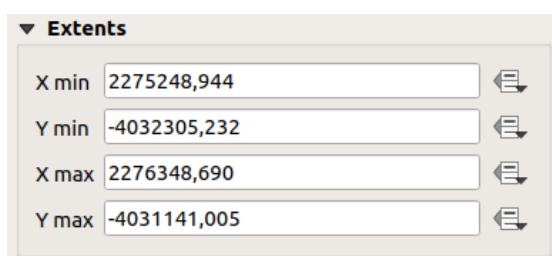 Extents
X min 2275248,944
Y min -4032305,232
X max 2276348,690
Y max -4031141,005